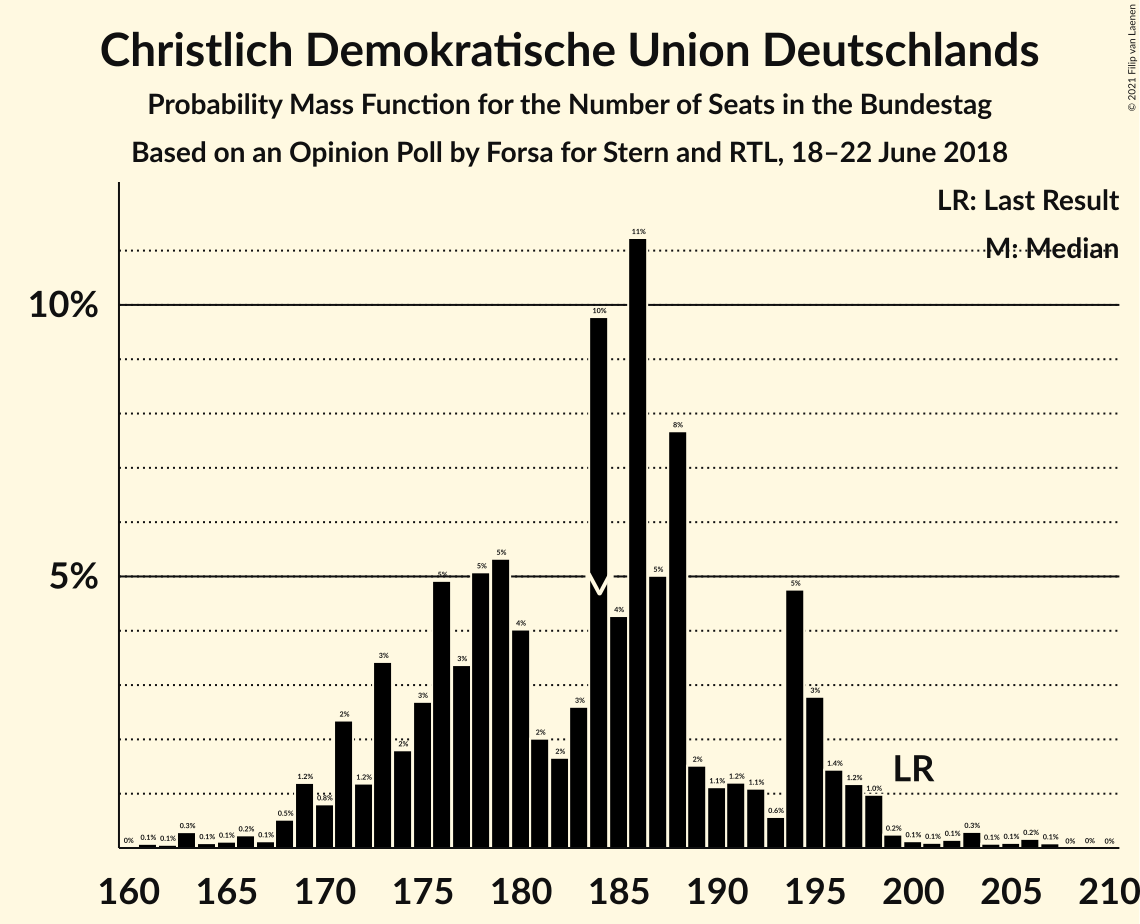 Christlich Demokratische Union Deutschlands
Probability Mass Function for the Number of Seats in the Bundestag
Based on an Opinion Poll by Forsa for Stern and RTL, 18–22 June 2018
© 2021 Filip van Laenen
LR: Last Result
M: Median
10%
5%
0% 0.1% 0.1% 0.3% 0.1% 0.1% 0.2% 0.1% 0.5% 1.2% 0.8% 2% 1.2% 3% 2% 3% 5% 3% 5% 5% 4% 2% 2% 3% 10% 4% 11% 5% 8% 2% 1.1% 1.2% 1.1% 0.6% 5% 3% 1.4% 1.2% 1.0% 0.2% 0.1% 0.1% 0.1% 0.3% 0.1% 0.1% 0.2% 0.1% 0% 0% 0%
LR
160 165 170 175 180 185 190 195 200 205 210